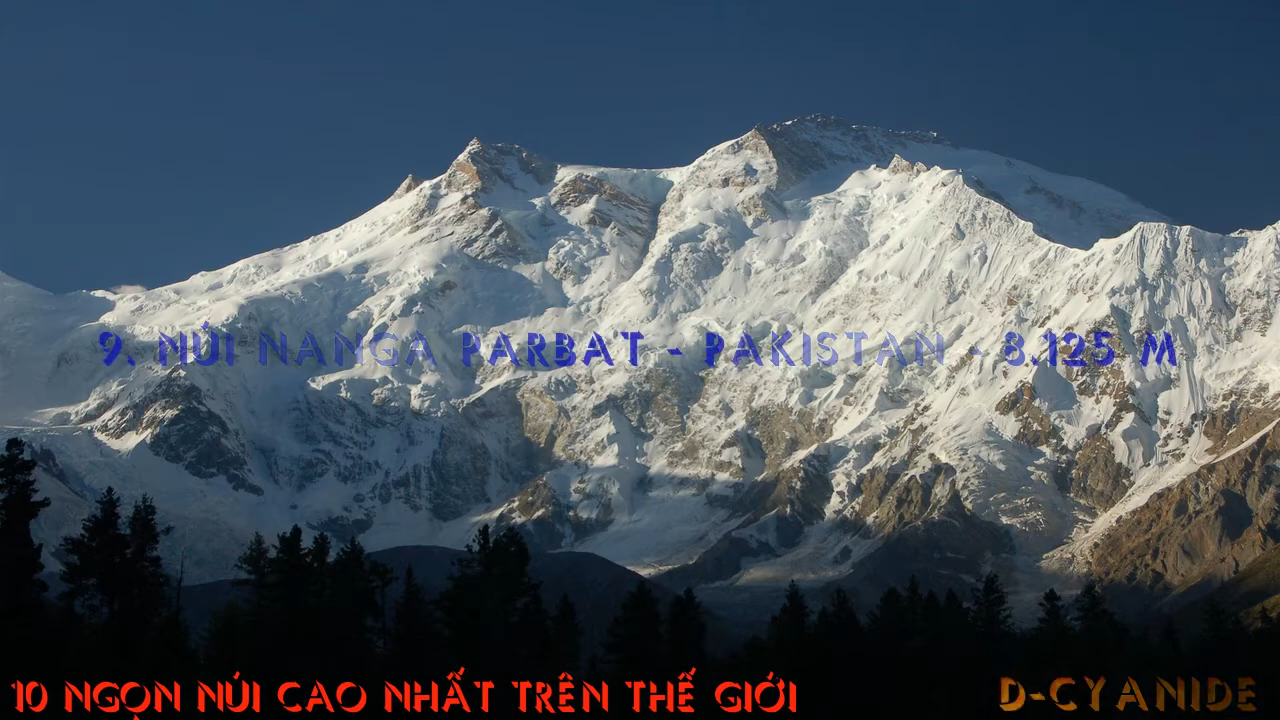 9. NÚI NANGA PARBAT - PAKISTAN - 8.125 M
10 NGỌN NÚI CAO NHẤT TRÊN THẾ GIỚI
D-CYANIDE